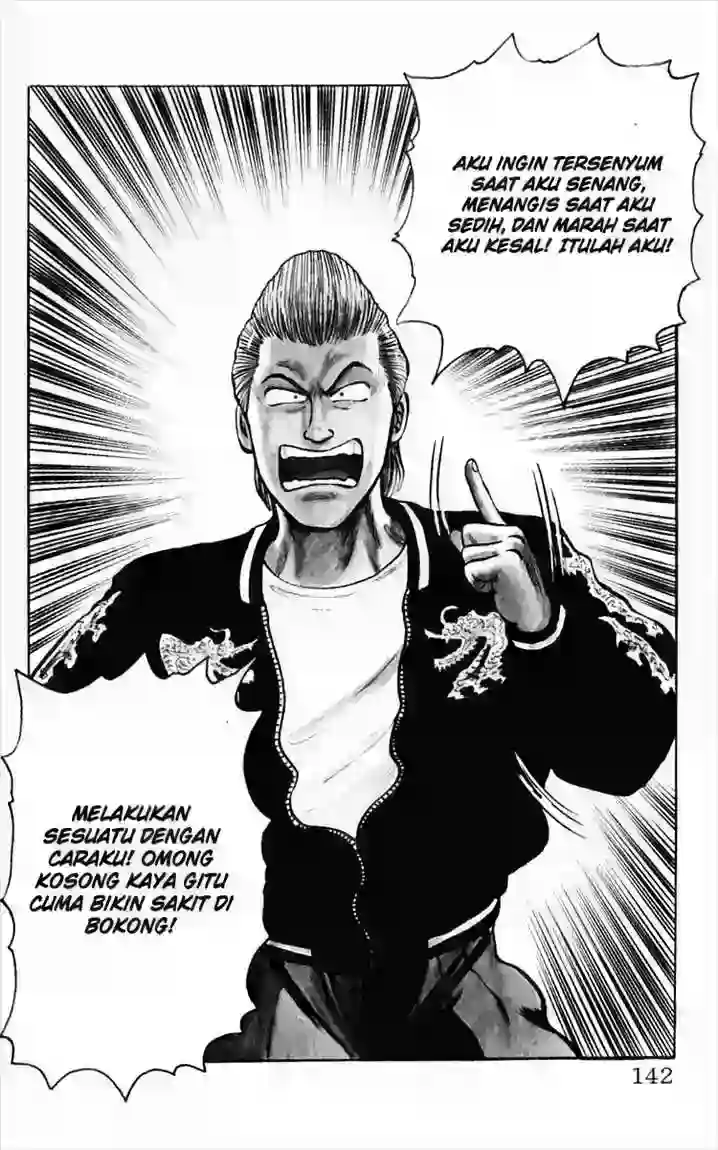 AKU INGIN TERSENYUM
SAAT AKU SENANG,
MENANGIS SAAT AKU
SEDIH, DAN MARAH SAAT
AKU KESAL! ITULAH AKU!
MELAKUKAN
SESUATU DENGAN
CARAKU! OMONG
KOSONG KAYA GITU
CUMA BIKIN SAKIT DI
BOKONG!
142